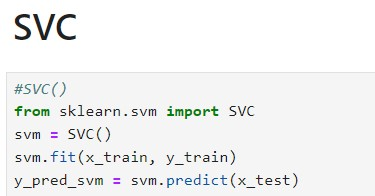 SVC
#SVC()
from sklearn.svm import SVC
svm = SVC()
svm.fit(x_train, y_train)
y_pred_svm = svm.predict(x_test)